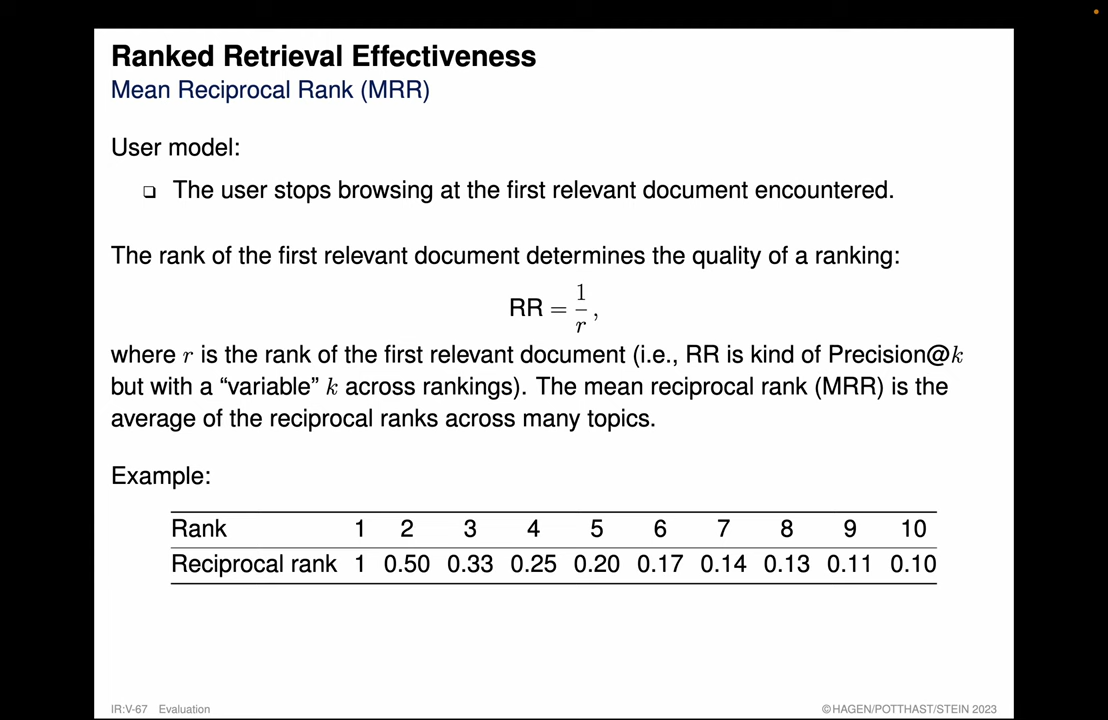 Ranked Retrieval Effectiveness
Mean Reciprocal Rank (MRR)
User model:
❑ The user stops browsing at the first relevant document encountered.
The rank of the first relevant document determines the quality of a ranking:
RR = 1/r ,
where r is the rank of the first relevant document (i.e., RR is kind of Precision@k
but with a “variable” k across rankings). The mean reciprocal rank (MRR) is the
average of the reciprocal ranks across many topics.
Example:
Rank 1 2 3 4 5 6 7 8 9 10
Reciprocal rank 1 0.50 0.33 0.25 0.20 0.17 0.14 0.13 0.11 0.10
IR:V-67 Evaluation ©HAGEN/POTTHAST/STEIN 2023